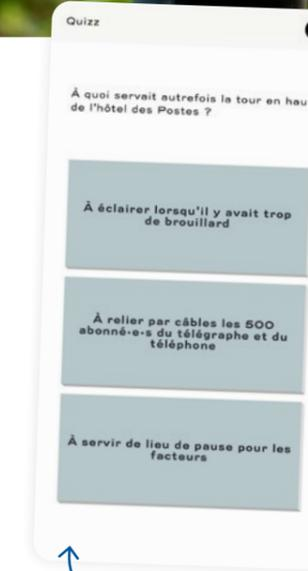 Quizz
À quoi servait autrefois la tour en hau
de l'hôtel des Postes ?
À éclairer lorsqu'il y avait trop
de brouillard
À relier par câbles les 500
abonné·e·s du télégraphe et du
téléphone
À servir de lieu de pause pour les
facteurs